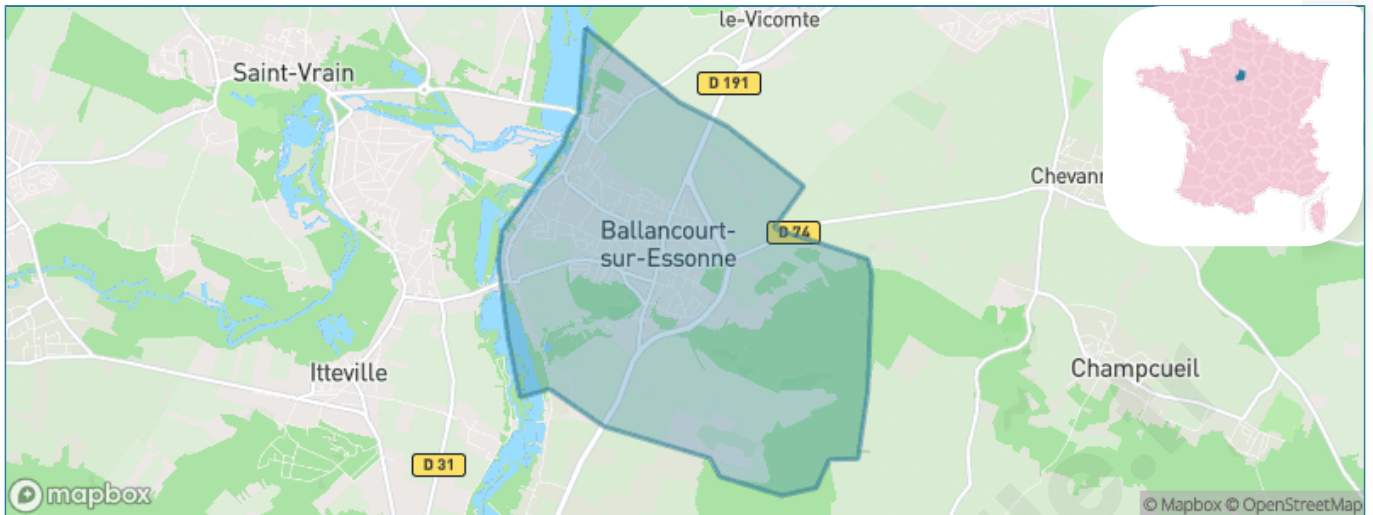 le-Vicomte
Saint-Vrain
D 191
Chevann
Ballancourt-
sur-Essonne
D 74
Itteville
Champcueil
D 31
mapbox
© Mapbox © OpenStreetMap